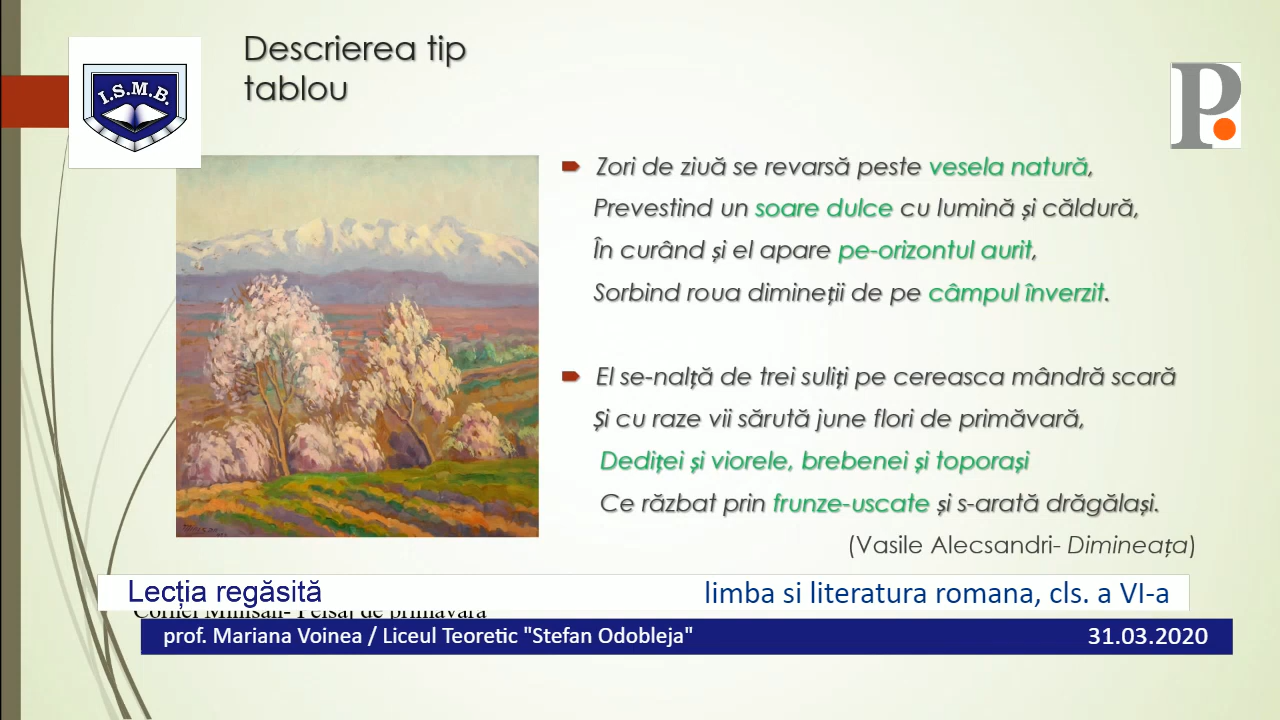 Descrierea tip
tablou
I.S.M.B.
P.
Zori de ziuă se revarsă peste vesela natură,
Prevestind un soare dulce cu lumină și căldură,
În curând și el apare pe-orizontul aurit,
Sorbind roua dimineții de pe câmpul înverzit.
El se-nalță de trei suliți pe cereasca mândră scară
Și cu raze vii sărută june flori de primăvară,
Dediței și viorele, brebenei și toporași
Ce răzbat prin frunze-uscate și s-arată drăgălași.
(Vasile Alecsandri- Dimineața)
Lecția regăsită
limba si literatura romana, cls. a VI-a
prof. Mariana Voinea / Liceul Teoretic "Stefan Odobleja"
31.03.2020